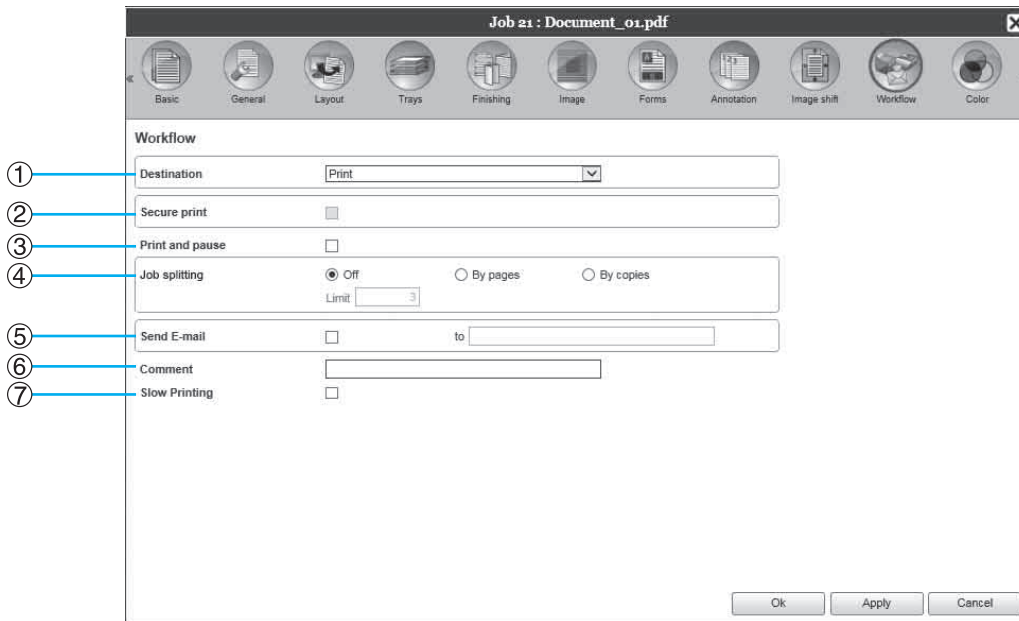 Job 21 : Document_01.pdf
« Basic General Layout Trays Finishing Image Forms Annotation Image shift Workflow Color
Workflow
① Destination Print
② Secure print
③ Print and pause
④ Job splitting Off By pages By copies
Limit 3
⑤ Send E-mail to
⑥ Comment
⑦ Slow Printing
Ok Apply Cancel